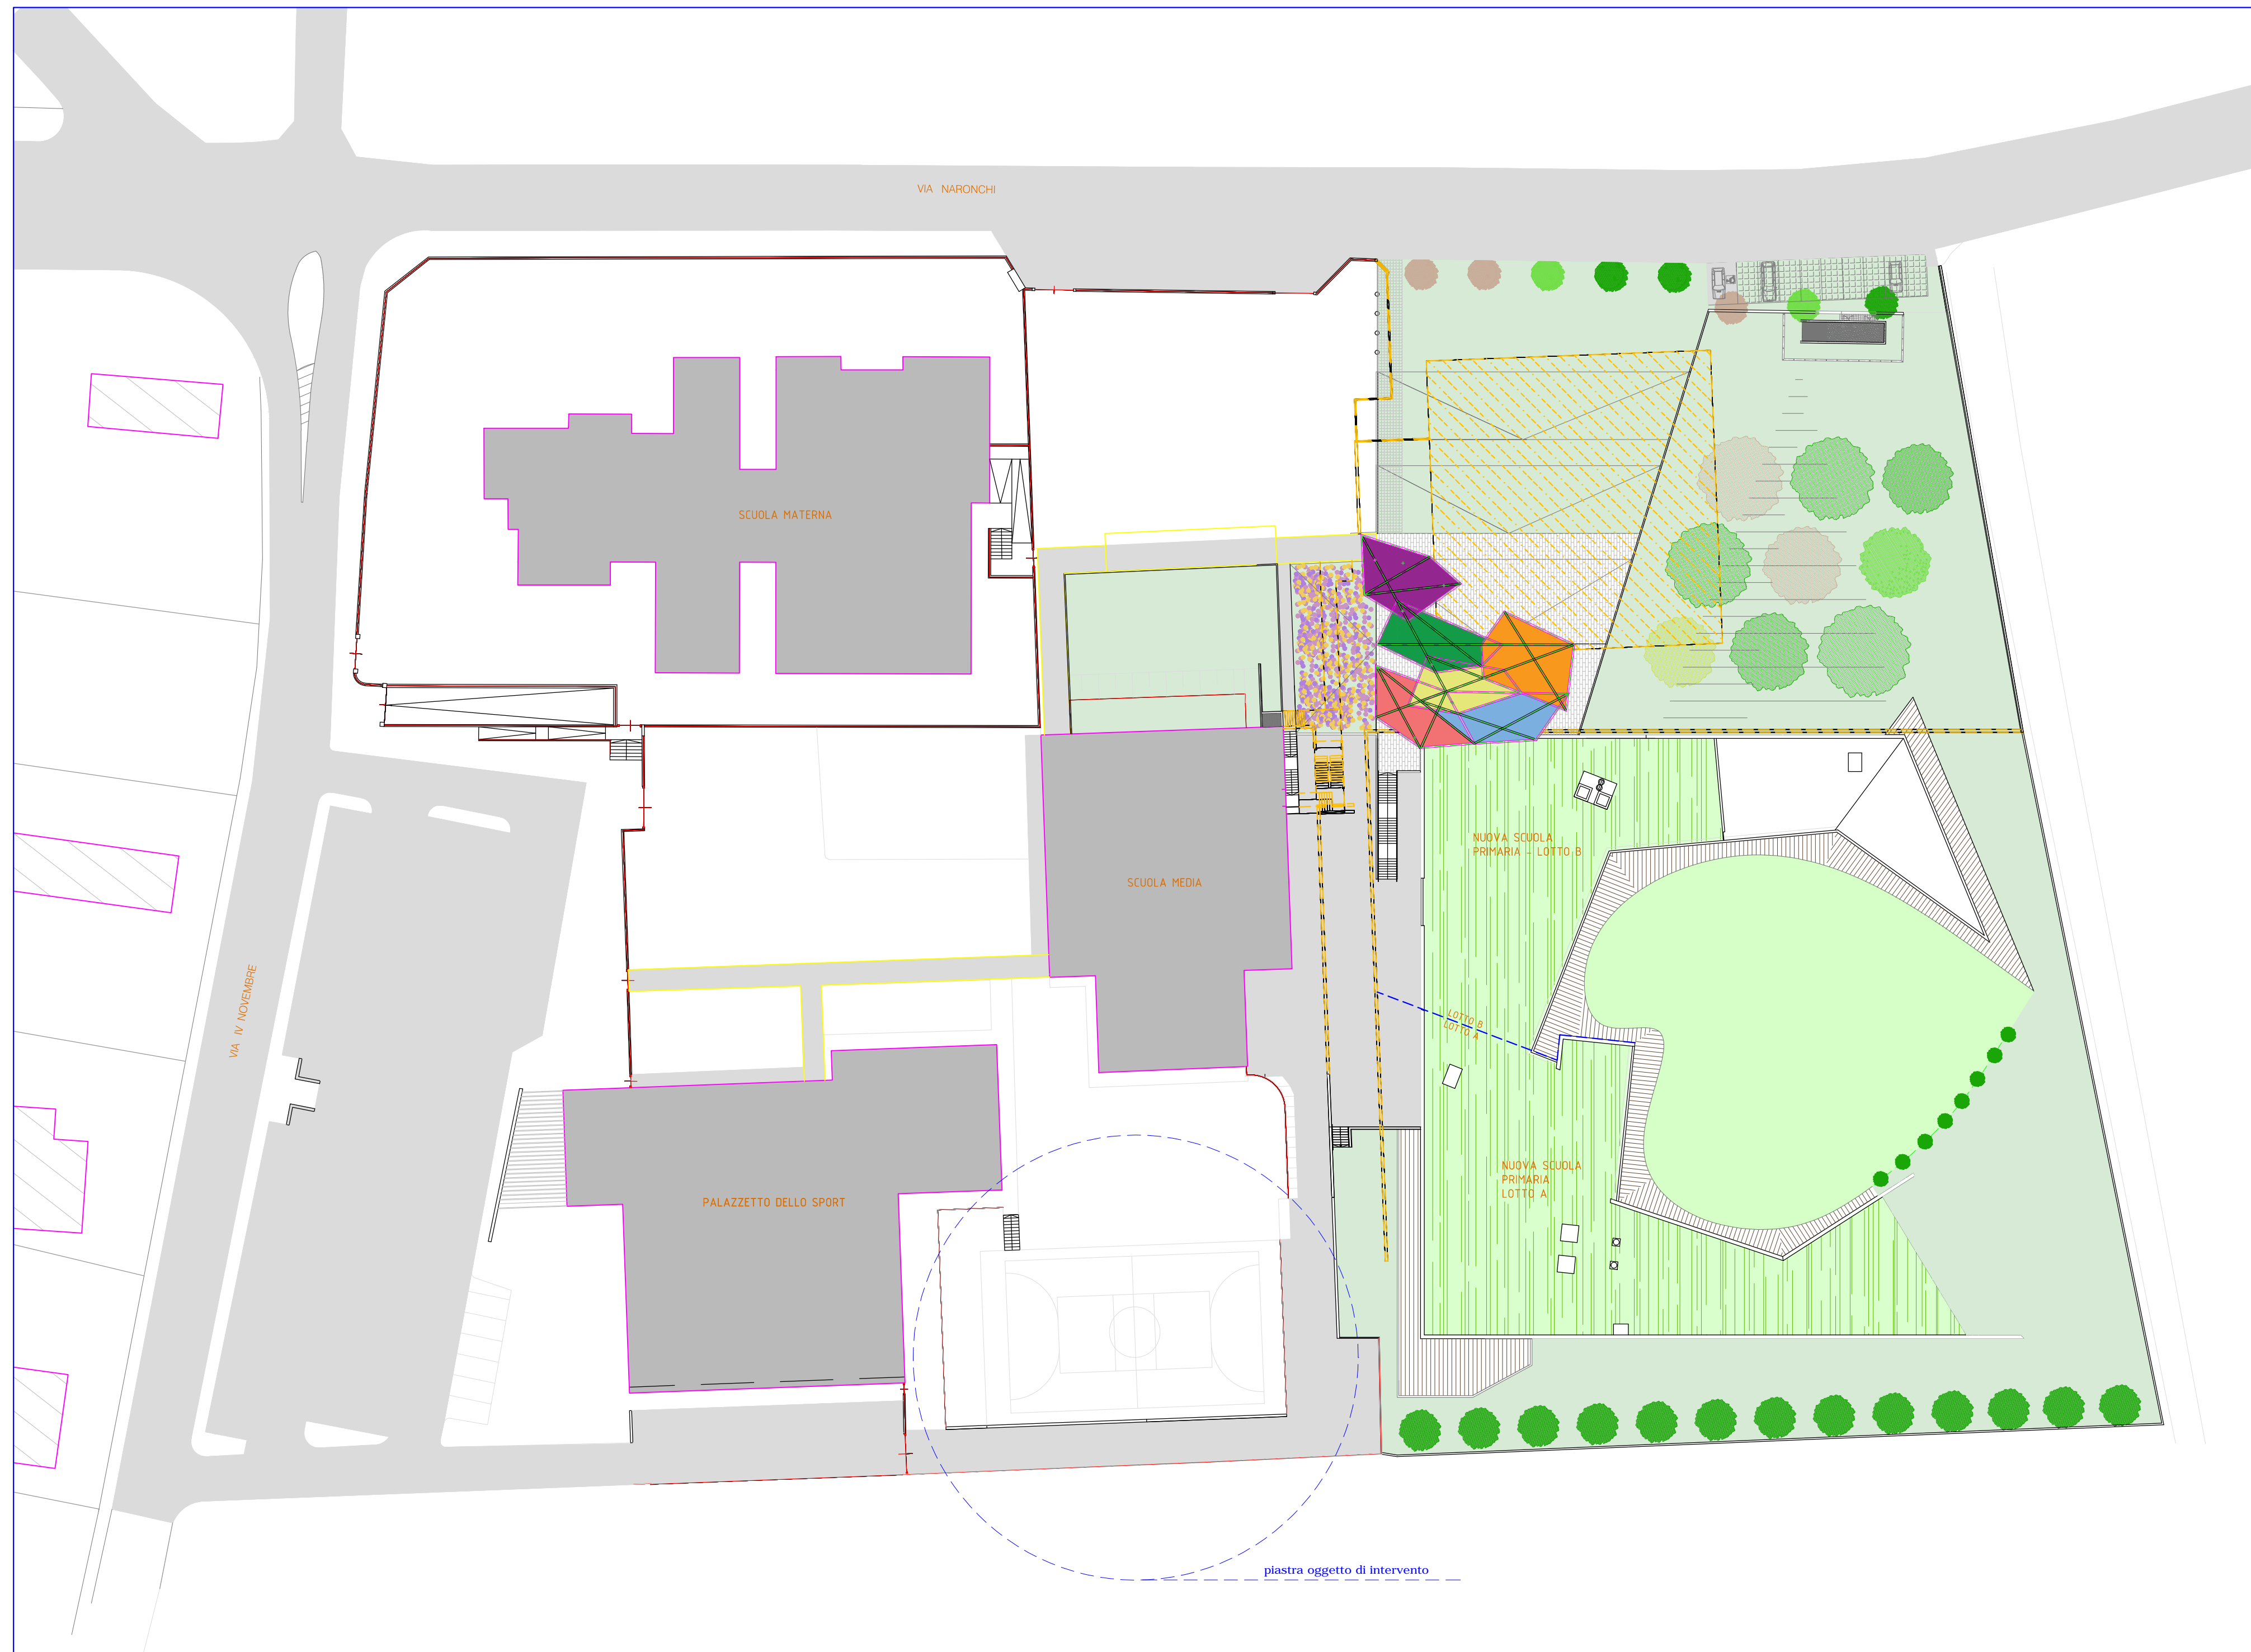 VIA NARONCHI
SCUOLA MATERNA
NUOVA SCUOLA
PRIMARIA - LOTTO B
SCUOLA MEDIA
VIA IV NOVEMBRE
LOTTO B
LOTTO A
NUOVA SCUOLA
PRIMARIA
LOTTO A
PALAZZETTO DELLO SPORT
piastra oggetto di intervento